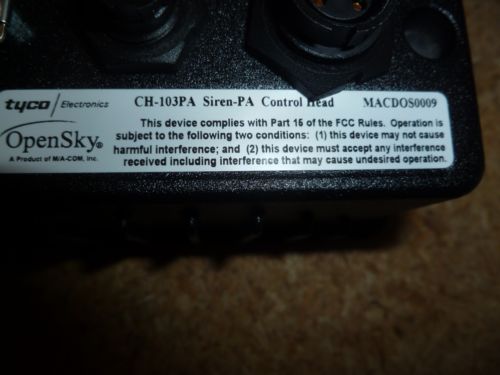 tyco / Electronics CH-103PA Siren-PA Control Head MACDOS0009
This device complies with Part 15 of the FCC Rules. Operation is
subject to the following two conditions: (1) this device may not cause
harmful interference; and (2) this device must accept any interference
received including interference that may cause undesired operation.
OpenSky®
A Product of M/A-COM, Inc.